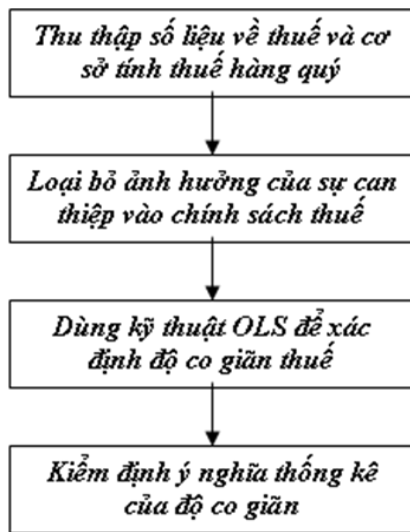 Thu thập số liệu về thuế và cơ
sở tính thuế hàng quý
Loại bỏ ảnh hưởng của sự can
thiệp vào chính sách thuế
Dùng kỹ thuật OLS để xác
định độ co giãn thuế
Kiểm định ý nghĩa thống kê
của độ co giãn